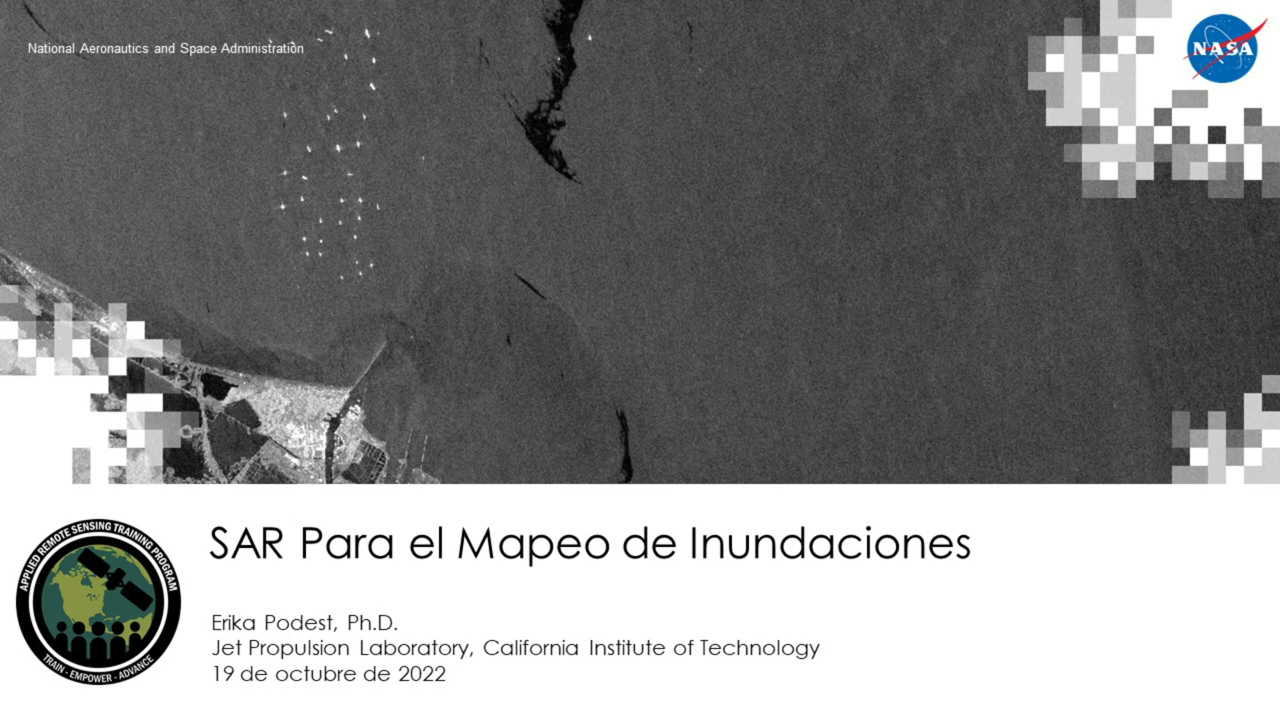 National Aeronautics and Space Administration
NASA
SAR Para el Mapeo de Inundaciones
APPLIED REMOTE SENSING TRAINING PROGRAM
TRAIN - EMPOWER - ADVANCE
Erika Podest, Ph.D.
Jet Propulsion Laboratory, California Institute of Technology
19 de octubre de 2022